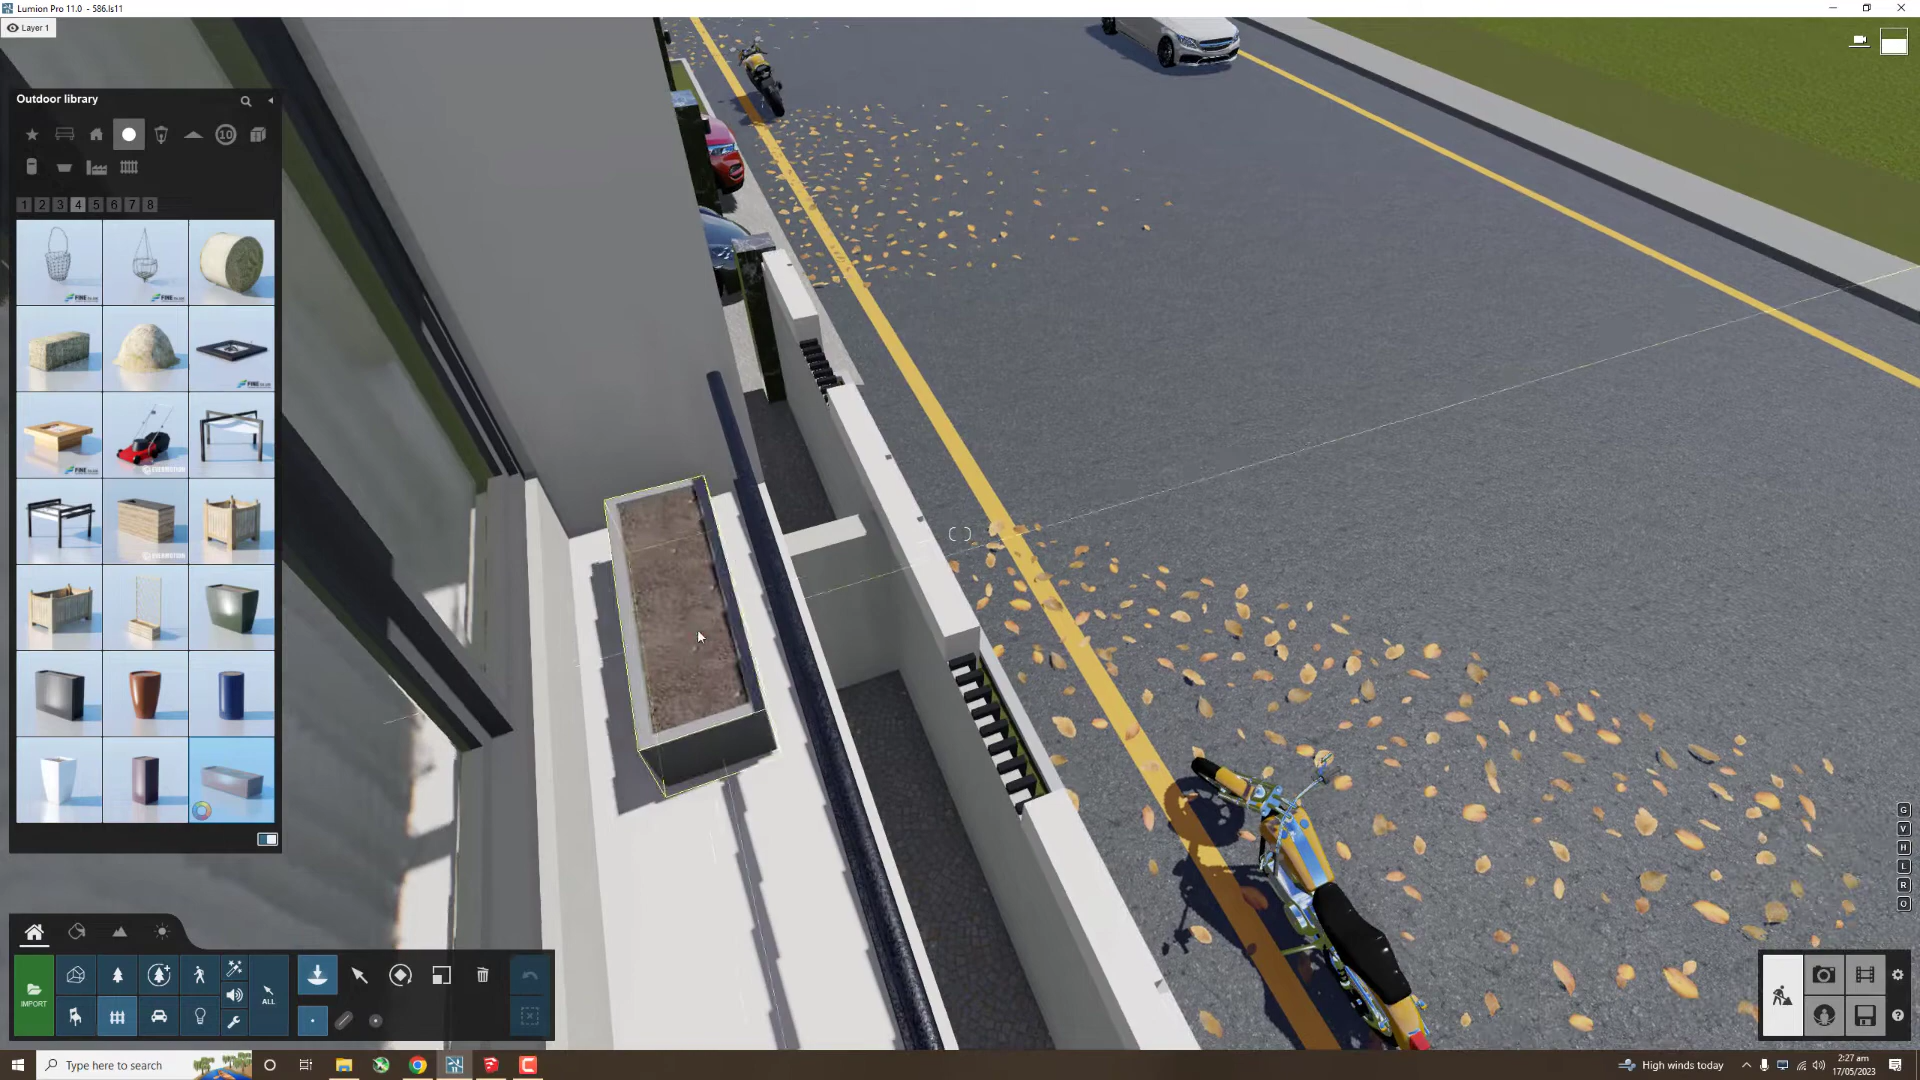 Lumion Pro 11.0 - 586.ls11
Layer 1
Outdoor library
10
1 2 3 4 5 6 7 8
IMPORT
ALL
G
V
H
L
R
O
?
Type here to search
High winds today
2:27 am
17/05/2023